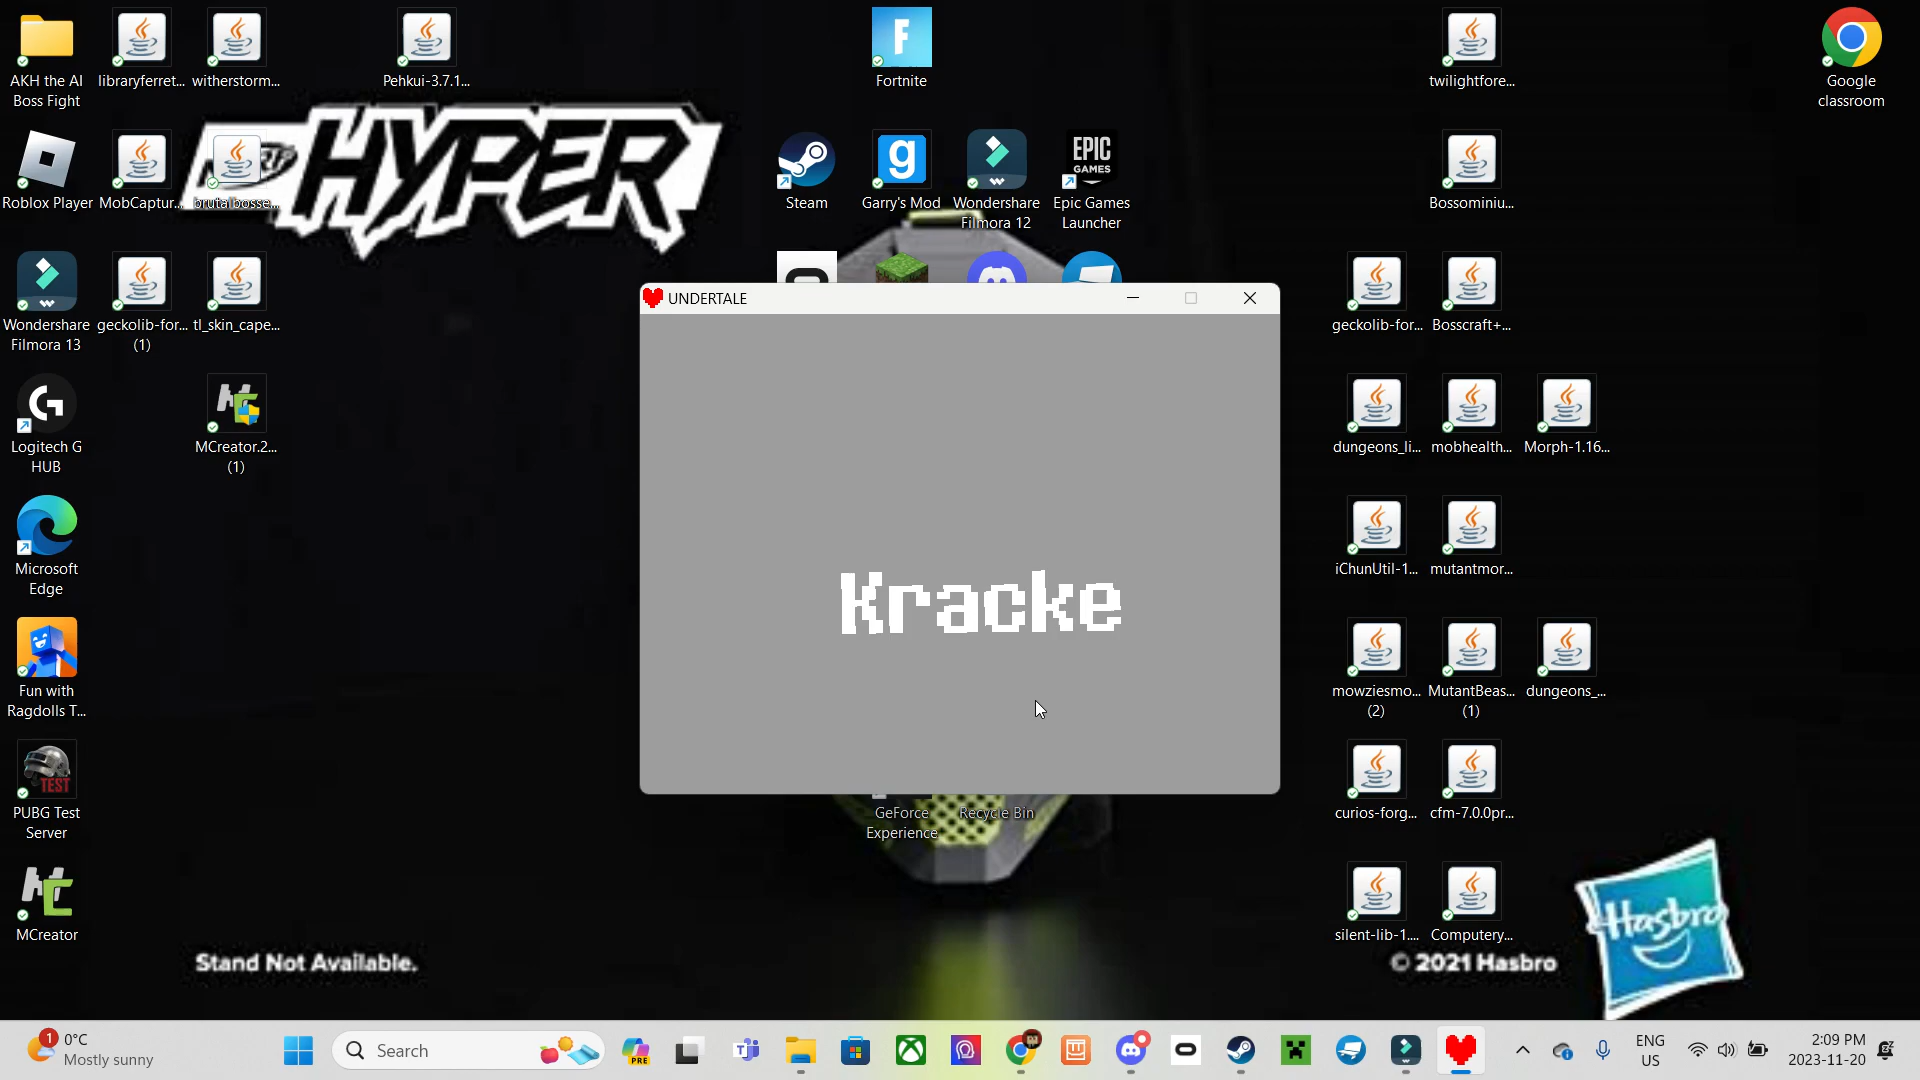 AKH the AI
Boss Fight
libraryferret...
witherstorm...
Pehkui-3.7.1...
Fortnite
twilightfore...
Google
classroom
HYPER
Roblox Player
MobCaptur...
brutalbosse...
Steam
Garry's Mod
Wondershare
Filmora 12
EPIC
GAMES
Epic Games
Launcher
Bossominiu...
Wondershare
Filmora 13
geckolib-for...
(1)
tl_skin_cape...
UNDERTALE
geckolib-for...
Bosscraft+...
Logitech G
HUB
MCreator.2...
(1)
dungeons_li...
mobhealth...
Morph-1.16...
Microsoft
Edge
Kracke
iChunUtil-1...
mutantmor...
Fun with
Ragdolls T...
mowziesmo...
(2)
MutantBeas...
(1)
dungeons_...
TEST
PUBG Test
Server
GeForce
Experience
Recycle Bin
curios-forg...
cfm-7.0.0pr...
MCreator
silent-lib-1....
Computery...
Hasbro
Stand Not Available.
© 2021 Hasbro
1
0°C
Mostly sunny
Search
PRE
ENG
US
2:09 PM
2023-11-20